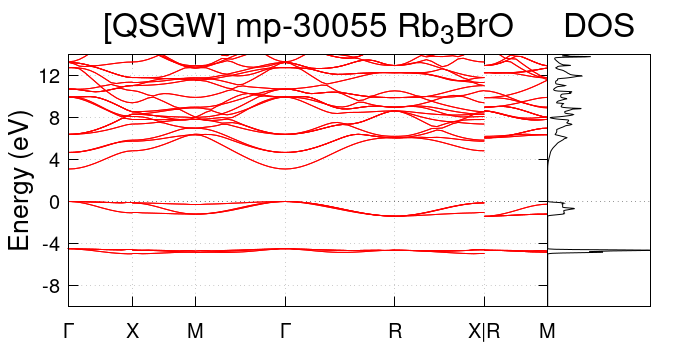 [QSGW] mp-30055 Rb₃BrO DOS
Energy (eV)
12
8
4
0
-4
-8
Γ X M Γ R X|R M